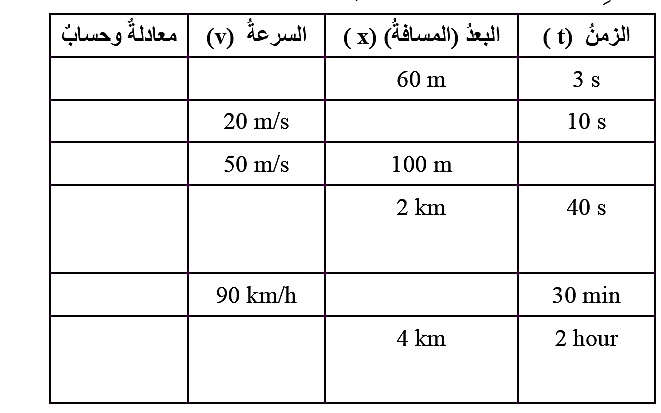 الزمنُ (t) البعدُ (المسافةُ) (x) السرعةُ (v) معادلةٌ وحسابٌ
3 s 60 m
10 s 20 m/s
100 m 50 m/s
40 s 2 km
30 min 90 km/h
2 hour 4 km